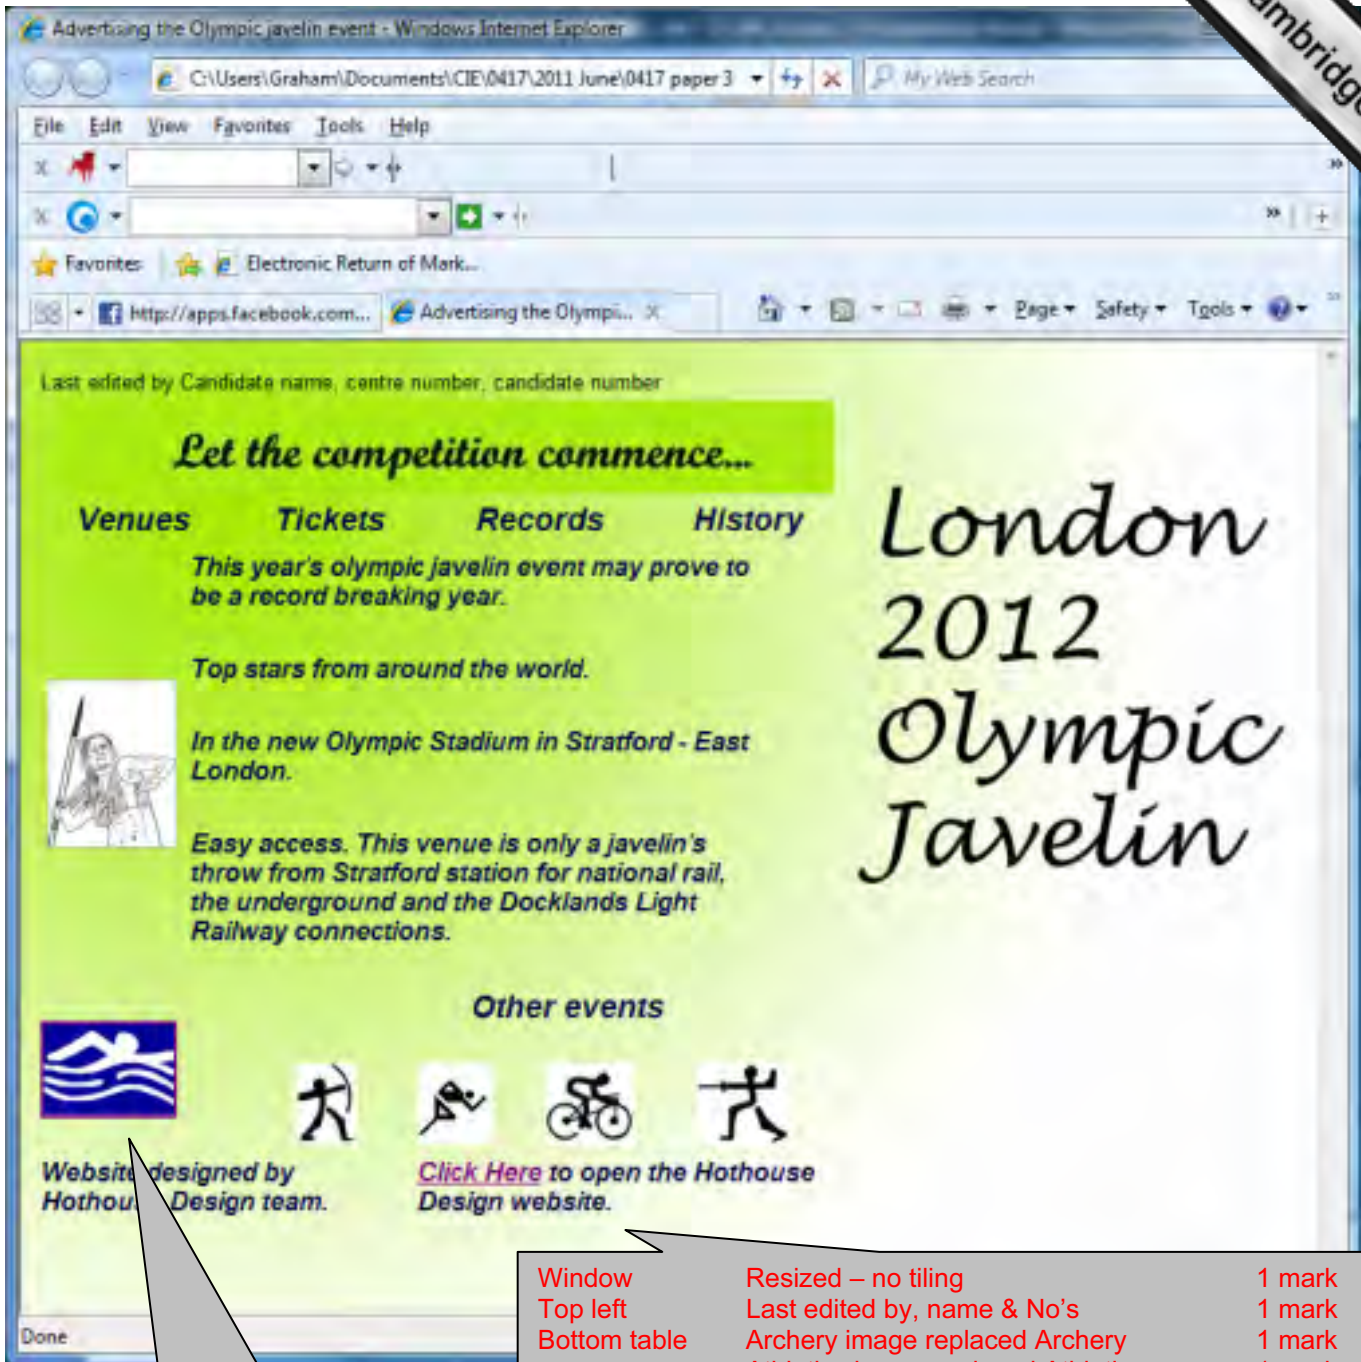 Advertising the Olympic javelin event - Windows Internet Explorer
C:\Users\Graham\Documents\CIE\0417\2011 June\0417 paper 3
My Web Search
File Edit View Favorites Tools Help
Favorites Electronic Return of Mark...
http://apps.facebook.com... Advertising the Olympi... Page Safety Tools
Last edited by Candidate name, centre number, candidate number
Let the competition commence...
Venues Tickets Records History
This year's olympic javelin event may prove to
be a record breaking year.
Top stars from around the world.
In the new Olympic Stadium in Stratford - East
London.
Easy access. This venue is only a javelin's
throw from Stratford station for national rail,
the underground and the Docklands Light
Railway connections.
London
2012
Olympic
Javelin
Other events
Website designed by
Design team.
Click Here to open the Hothouse
Design website.
Window Resized – no tiling 1 mark
Top left Last edited by, name & No's 1 mark
Bottom table Archery image replaced Archery 1 mark
Done